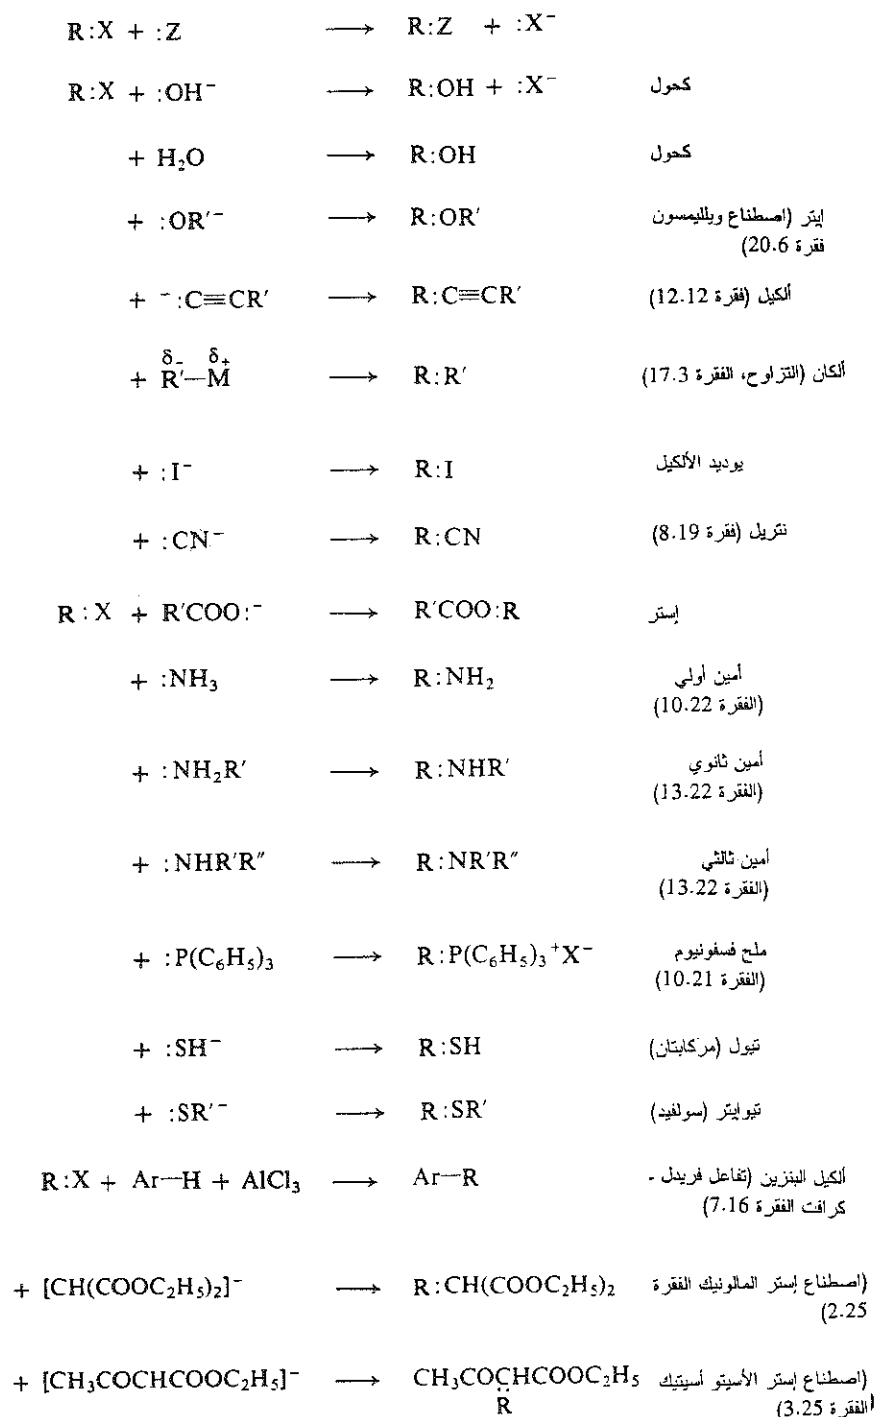 R:X + :Z ⟶ R:Z + :X⁻
R:X + :OH⁻ ⟶ R:OH + :X⁻ كحول
+ H₂O ⟶ R:OH كحول
+ :OR′⁻ ⟶ R:OR′ ايتر (اصطناع ويلليمسون
فقرة 20.6)
+ ⁻:C≡CR′ ⟶ R:C≡CR′ ألكيل (فقرة 12.12)
δ₋ δ₊
+ R′—M ⟶ R:R′ ألكان (التزاوج، الفقرة 17.3)
+ :I⁻ ⟶ R:I يوديد الألكيل
+ :CN⁻ ⟶ R:CN نتريل (فقرة 8.19)
R:X + R′COO:⁻ ⟶ R′COO:R إستر
+ :NH₃ ⟶ R:NH₂ أمين أولي
(الفقرة 10.22)
+ :NH₂R′ ⟶ R:NHR′ أمين ثانوي
(الفقرة 13.22)
+ :NHR′R″ ⟶ R:NR′R″ أمين ثالثي
(الفقرة 13.22)
+ :P(C₆H₅)₃ ⟶ R:P(C₆H₅)₃⁺X⁻ ملح فسفونيوم
(الفقرة 10.21)
+ :SH⁻ ⟶ R:SH تيول (مركابتان)
+ :SR′⁻ ⟶ R:SR′ تيوايتر (سولفيد)
R:X + Ar—H + AlCl₃ ⟶ Ar—R ألكيل البنزين (تفاعل فريدل -
كرافت الفقرة 7.16)
+ [CH(COOC₂H₅)₂]⁻ ⟶ R:CH(COOC₂H₅)₂ (اصطناع إستر المالونيك الفقرة
2.25)
+ [CH₃COCHCOOC₂H₅]⁻ ⟶ CH₃COCHCOOC₂H₅ (اصطناع إستر الأسيتو أسيتيك
R الفقرة 3.25)